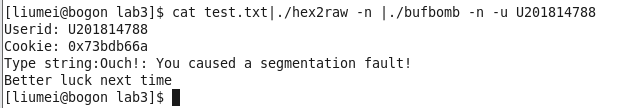 [liumei@bogon lab3]$ cat test.txt|./hex2raw -n |./bufbomb -n -u U201814788
Userid: U201814788
Cookie: 0x73bdb66a
Type string:Ouch!: You caused a segmentation fault!
Better luck next time
[liumei@bogon lab3]$